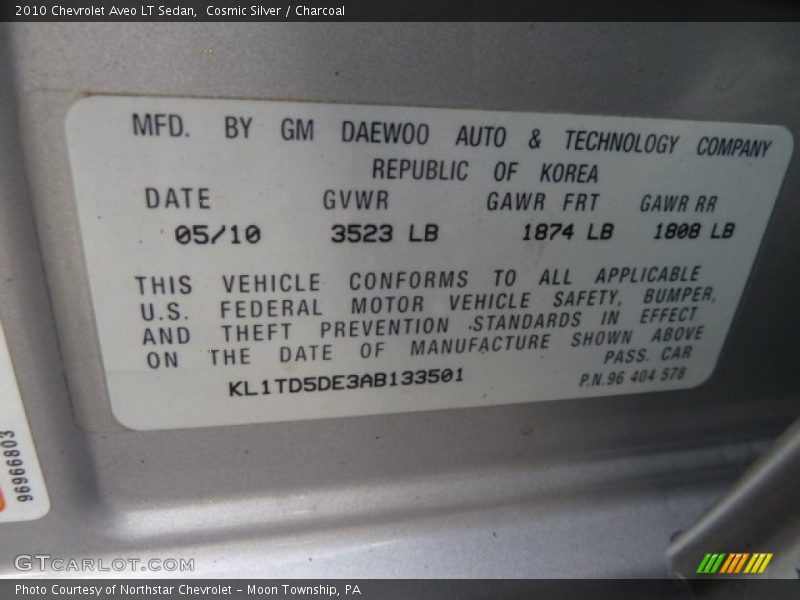 2010 Chevrolet Aveo LT Sedan,  Cosmic Silver / Charcoal
MFD. BY GM DAEWOO AUTO & TECHNOLOGY COMPANY
REPUBLIC OF KOREA
DATE GVWR GAWR FRT GAWR RR
05/10 3523 LB 1874 LB 1808 LB
THIS VEHICLE CONFORMS TO ALL APPLICABLE
U.S. FEDERAL MOTOR VEHICLE SAFETY, BUMPER,
AND THEFT PREVENTION STANDARDS IN EFFECT
ON THE DATE OF MANUFACTURE SHOWN ABOVE
PASS. CAR
KL1TD5DE3AB133501 P.N.96 404 578
96966803
GTCARLOT.COM
Photo Courtesy of Northstar Chevrolet - Moon Township, PA